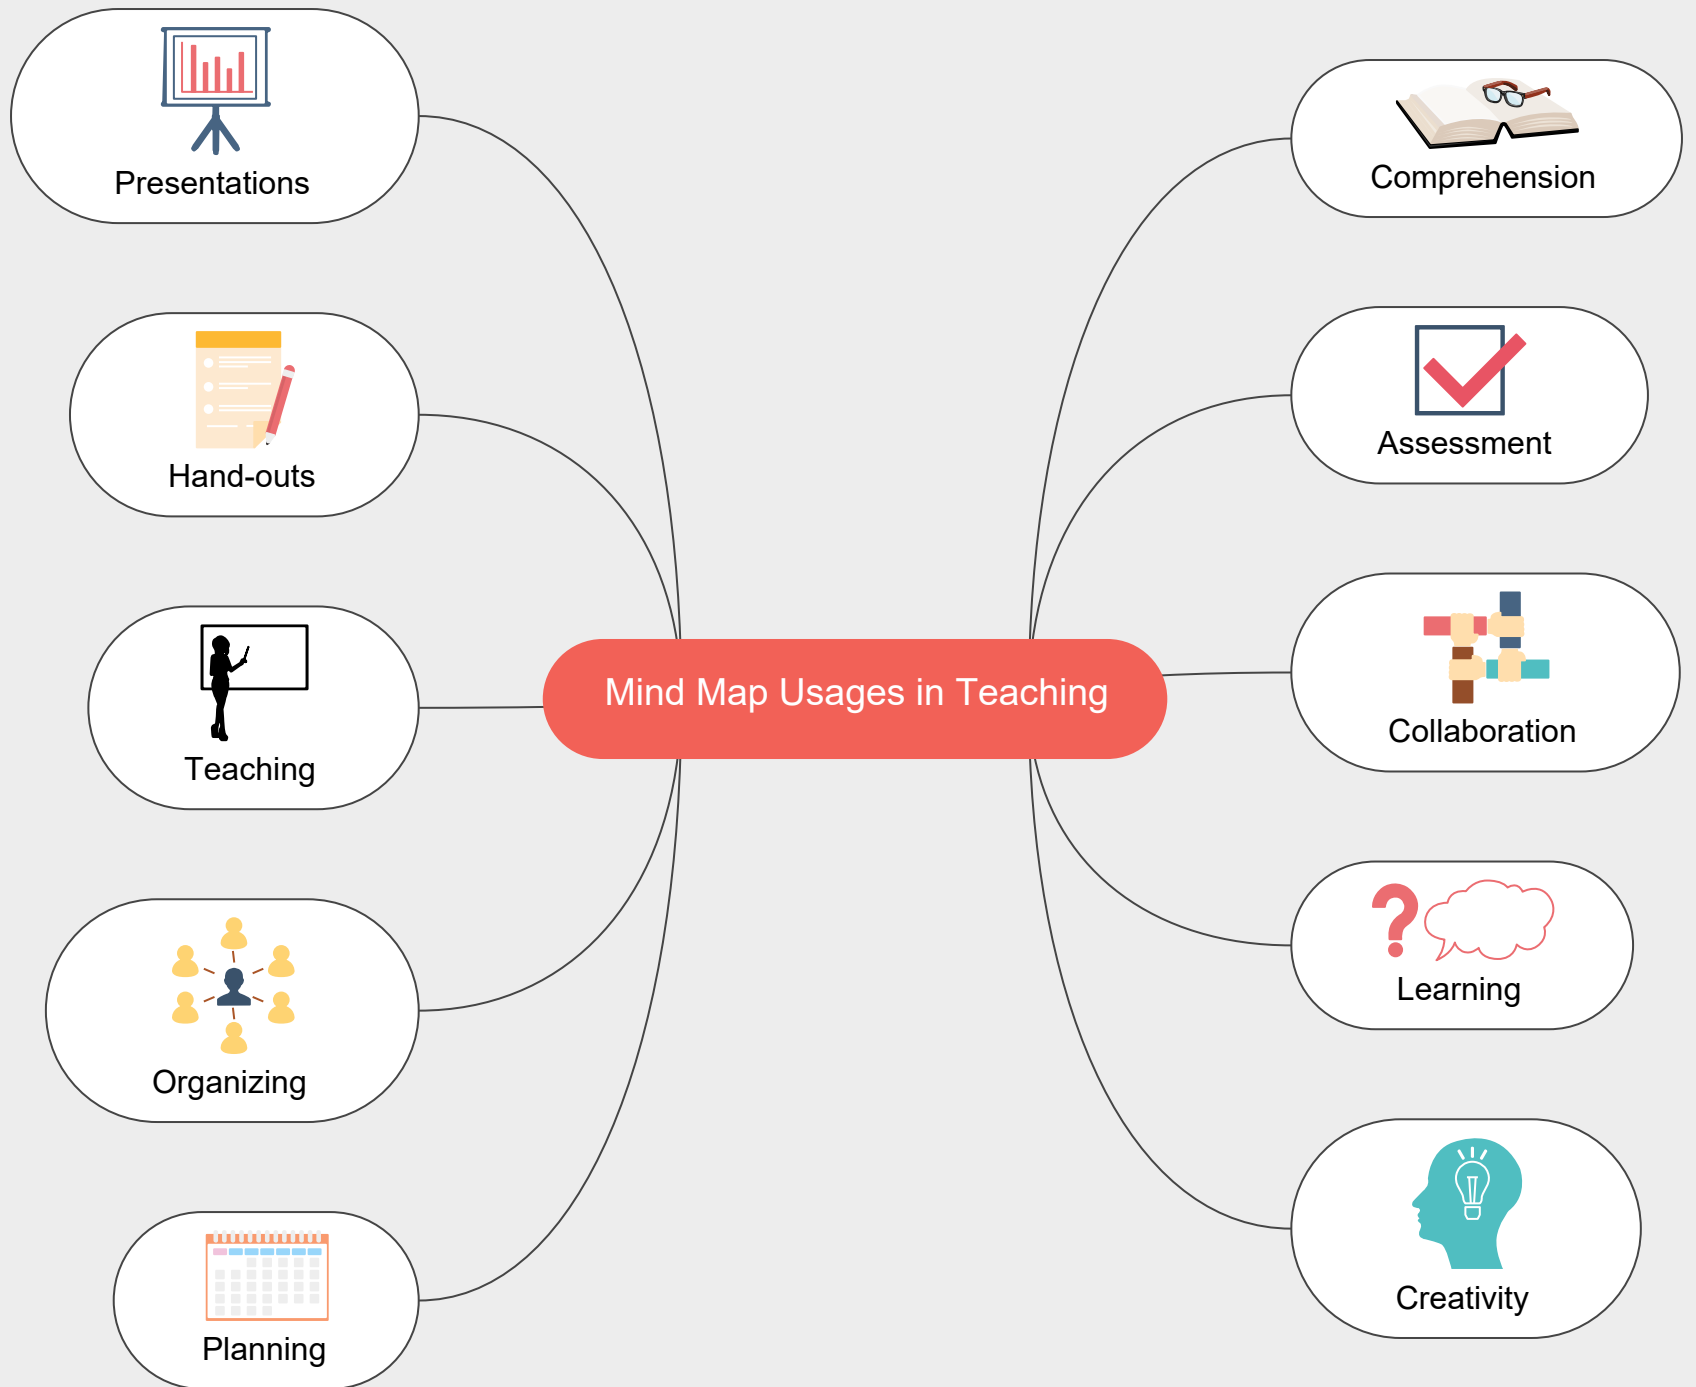 Presentations
Hand-outs
Teaching
Organizing
Planning
Mind Map Usages in Teaching
Comprehension
Assessment
Collaboration
Learning
Creativity